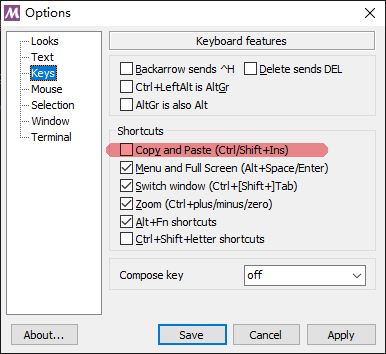 Options
Looks
Text
Keys
Mouse
Selection
Window
Terminal
Keyboard features
Backarrow sends ^H
Delete sends DEL
Ctrl+LeftAlt is AltGr
AltGr is also Alt
Shortcuts
Copy and Paste (Ctrl/Shift+Ins)
Menu and Full Screen (Alt+Space/Enter)
Switch window (Ctrl+[Shift+]Tab)
Zoom (Ctrl+plus/minus/zero)
Alt+Fn shortcuts
Ctrl+Shift+letter shortcuts
Compose key
off
About...
Save
Cancel
Apply